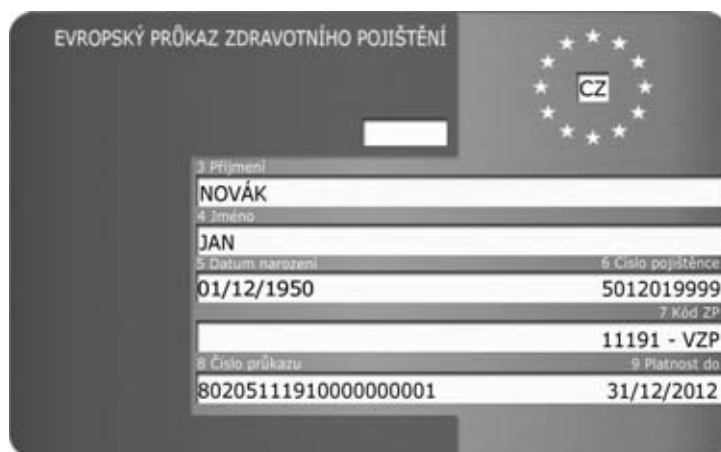 EVROPSKÝ PRŮKAZ ZDRAVOTNÍHO POJIŠTĚNÍ
CZ
3 Příjmení
NOVÁK
4 Jméno
JAN
5 Datum narození 6 Číslo pojištěnce
01/12/1950 5012019999
7 Kód ZP
11191 - VZP
8 Číslo průkazu 9 Platnost do
80205111910000000001 31/12/2012